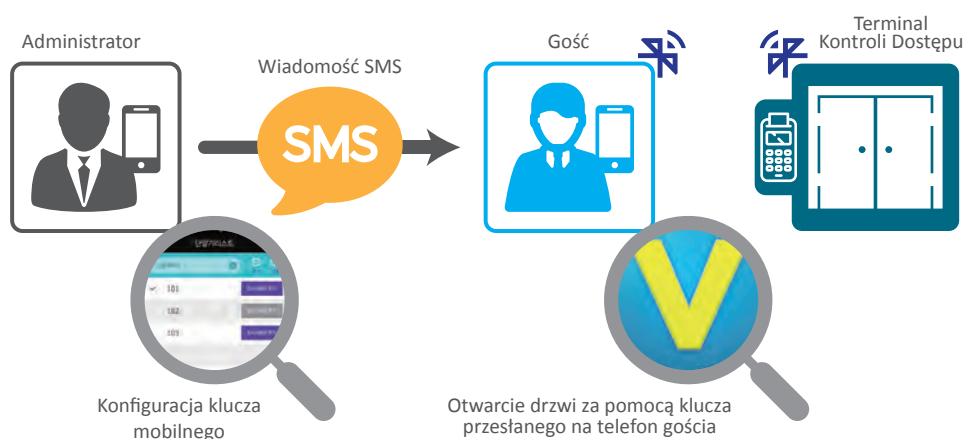 Administrator
Wiadomość SMS
SMS
Gość
Terminal
Kontroli Dostępu
101
102
103
V
Konfiguracja klucza
mobilnego
Otwarcie drzwi za pomocą klucza
przesłanego na telefon gościa